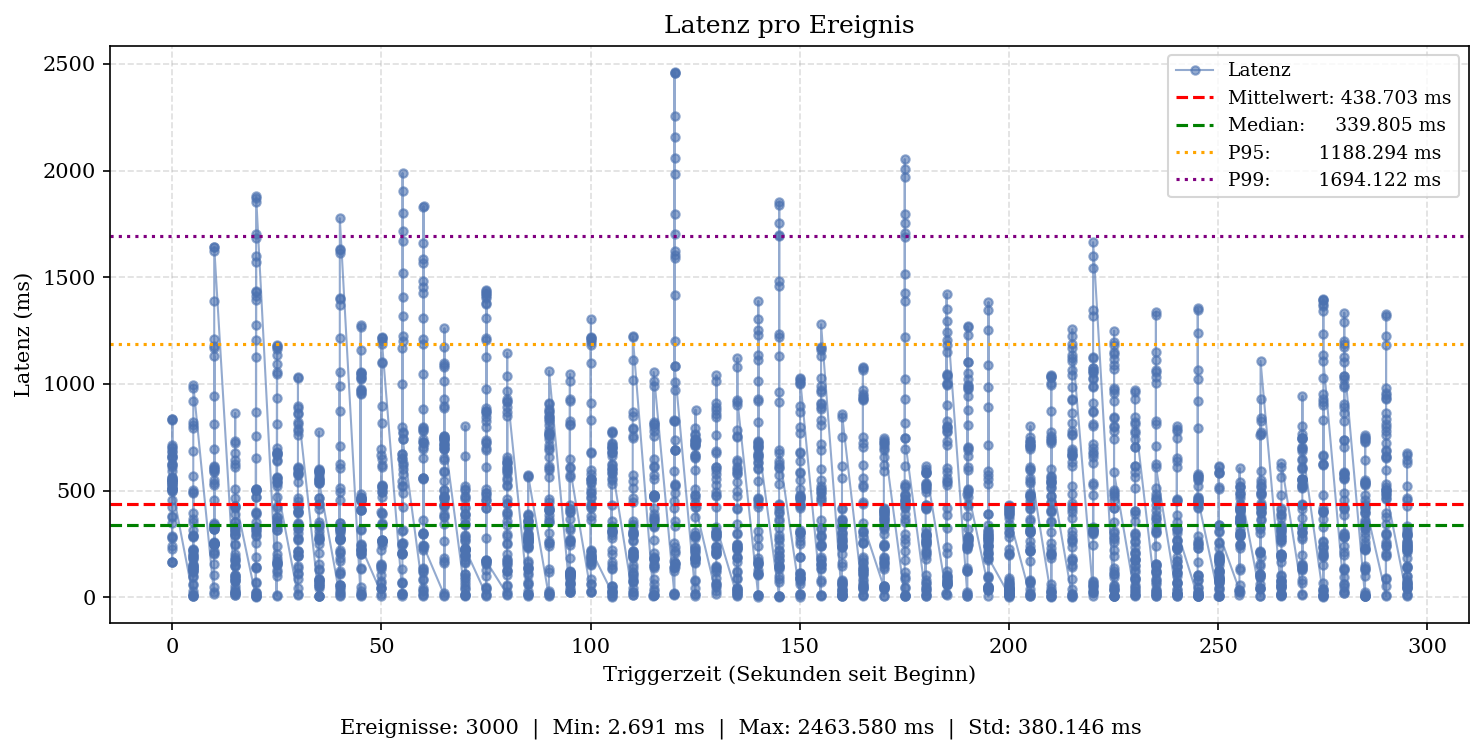 Latenz pro Ereignis
Latenz (ms)
2500
2000
1500
1000
500
0
Latenz
Mittelwert: 438.703 ms
Median: 339.805 ms
P95: 1188.294 ms
P99: 1694.122 ms
0 50 100 150 200 250 300
Triggerzeit (Sekunden seit Beginn)
Ereignisse: 3000 | Min: 2.691 ms | Max: 2463.580 ms | Std: 380.146 ms